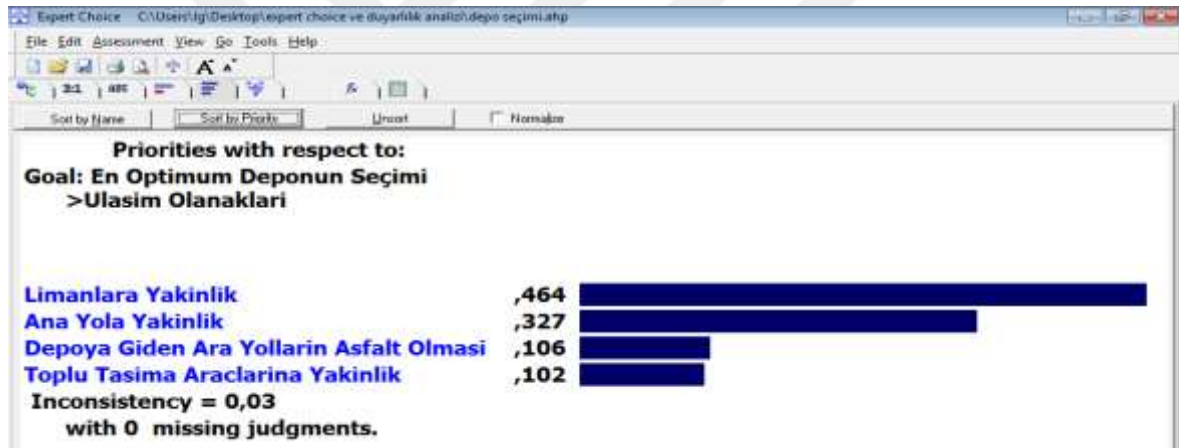 Expert Choice C:\Users\lg\Desktop\expert choice ve duyarlılık analizi\depo seçimi.ahp
File Edit Assessment View Go Tools Help
3:1 ABC
Sort by Name Sort by Priority Unsort Normalize
Priorities with respect to:
Goal: En Optimum Deponun Seçimi
>Ulasim Olanaklari
Limanlara Yakinlik ,464
Ana Yola Yakinlik ,327
Depoya Giden Ara Yollarin Asfalt Olmasi ,106
Toplu Tasima Araclarina Yakinlik ,102
Inconsistency = 0,03
with 0 missing judgments.